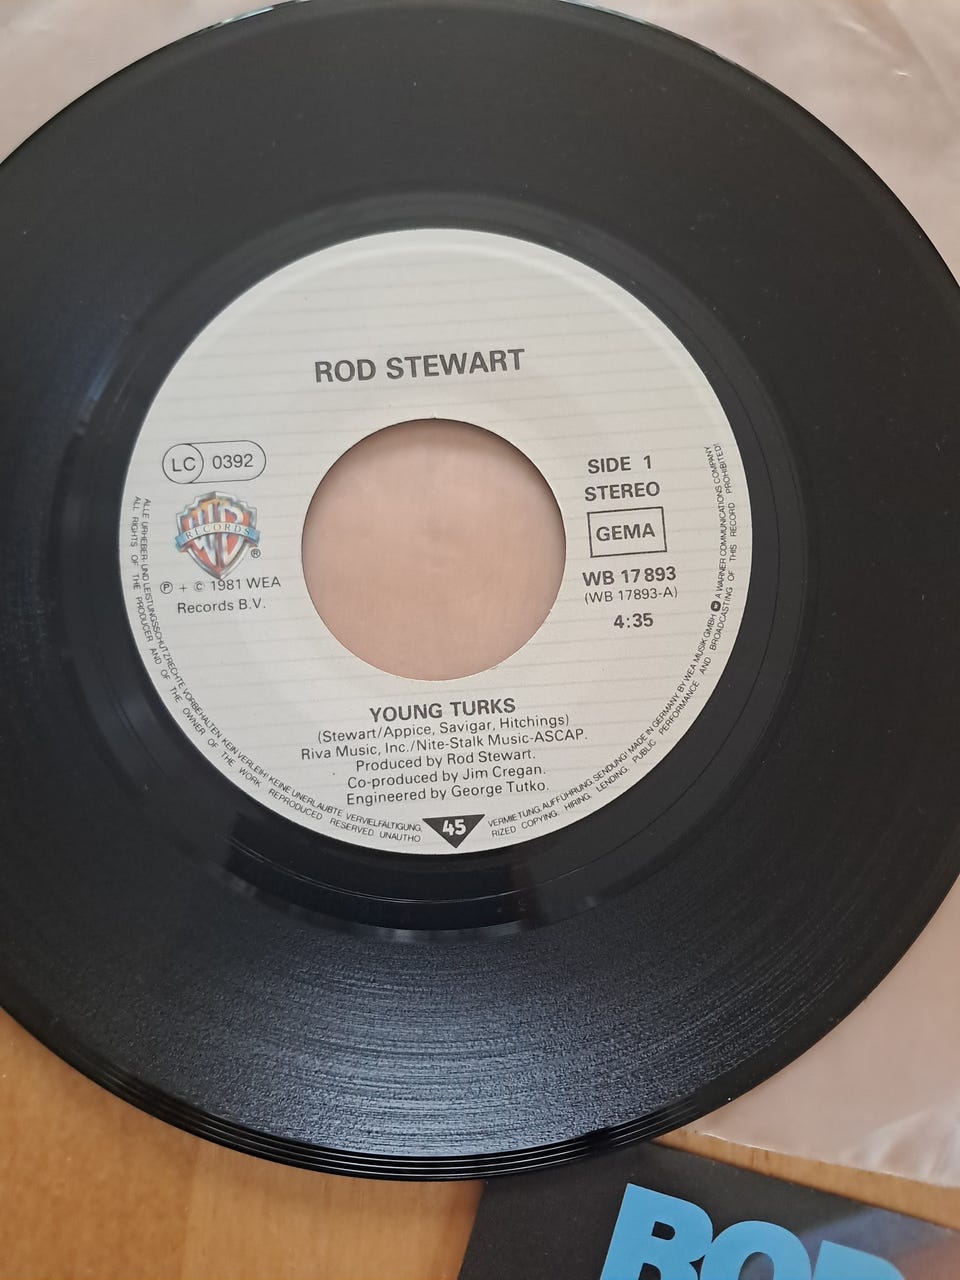 ROD STEWART
LC 0392
W RECORDS ®
℗ + © 1981 WEA
Records B.V.
SIDE 1
STEREO
GEMA
WB 17 893
(WB 17893-A)
4:35
YOUNG TURKS
(Stewart/Appice, Savigar, Hitchings)
Riva Music, Inc./Nite-Stalk Music-ASCAP.
Produced by Rod Stewart.
Co-produced by Jim Cregan.
Engineered by George Tutko.
45
ALLE URHEBER- UND LEISTUNGSSCHUTZRECHTE VORBEHALTEN KEIN VERLEIH! KEINE UNERLAUBTE VERVIELFÄLTIGUNG, VERMIETUNG, AUFFÜHRUNG, SENDUNG! MADE IN GERMANY BY WEA MUSIK GMBH A WARNER COMMUNICATIONS COMPANY
ALL RIGHTS OF THE PRODUCER AND OF THE OWNER OF THE WORK REPRODUCED RESERVED. UNAUTHORIZED COPYING, HIRING, LENDING, PUBLIC PERFORMANCE AND BROADCASTING OF THIS RECORD PROHIBITED!
ROD